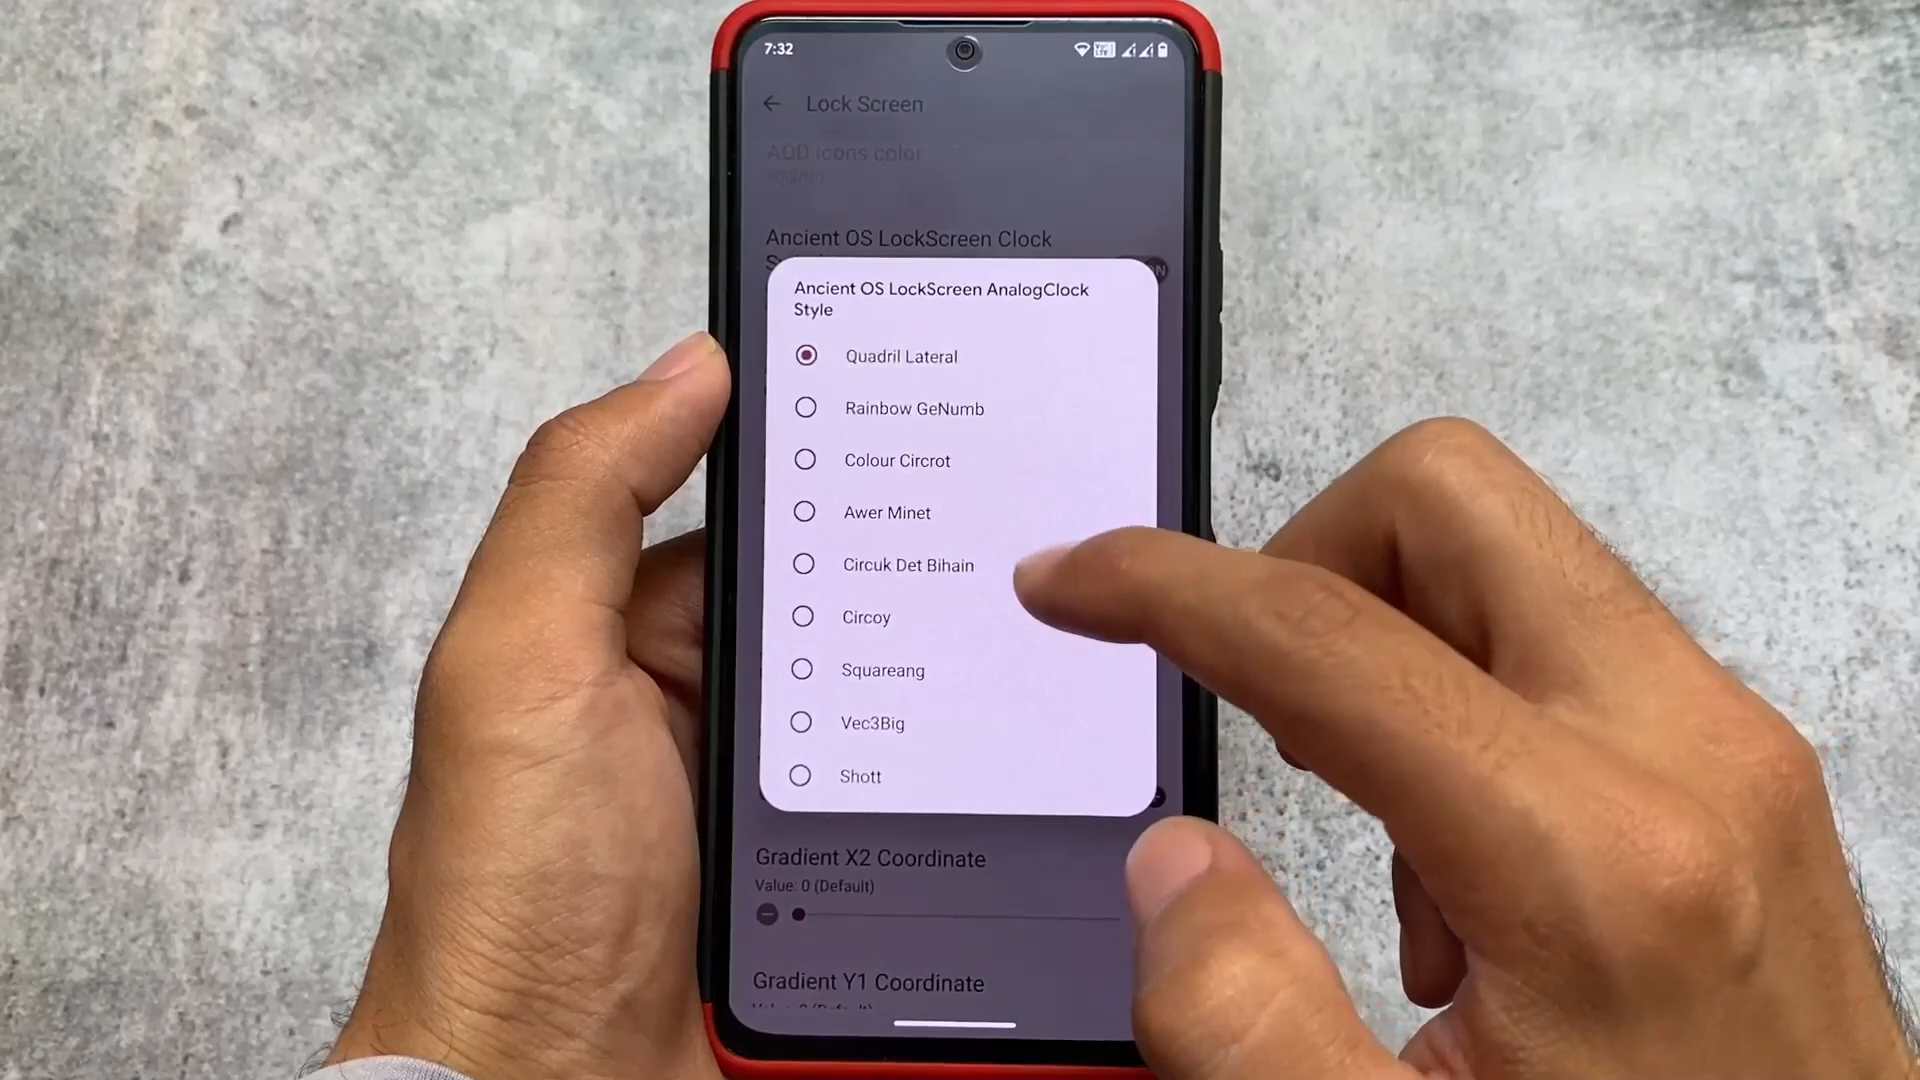 7:32
Lock Screen
AOD icons color
Ancient OS LockScreen Clock
Ancient OS LockScreen AnalogClock
Style
Quadril Lateral
Rainbow GeNumb
Colour Circrot
Awer Minet
Circuk Det Bihain
Circoy
Squareang
Vec3Big
Shott
Gradient X2 Coordinate
Value: 0 (Default)
Gradient Y1 Coordinate